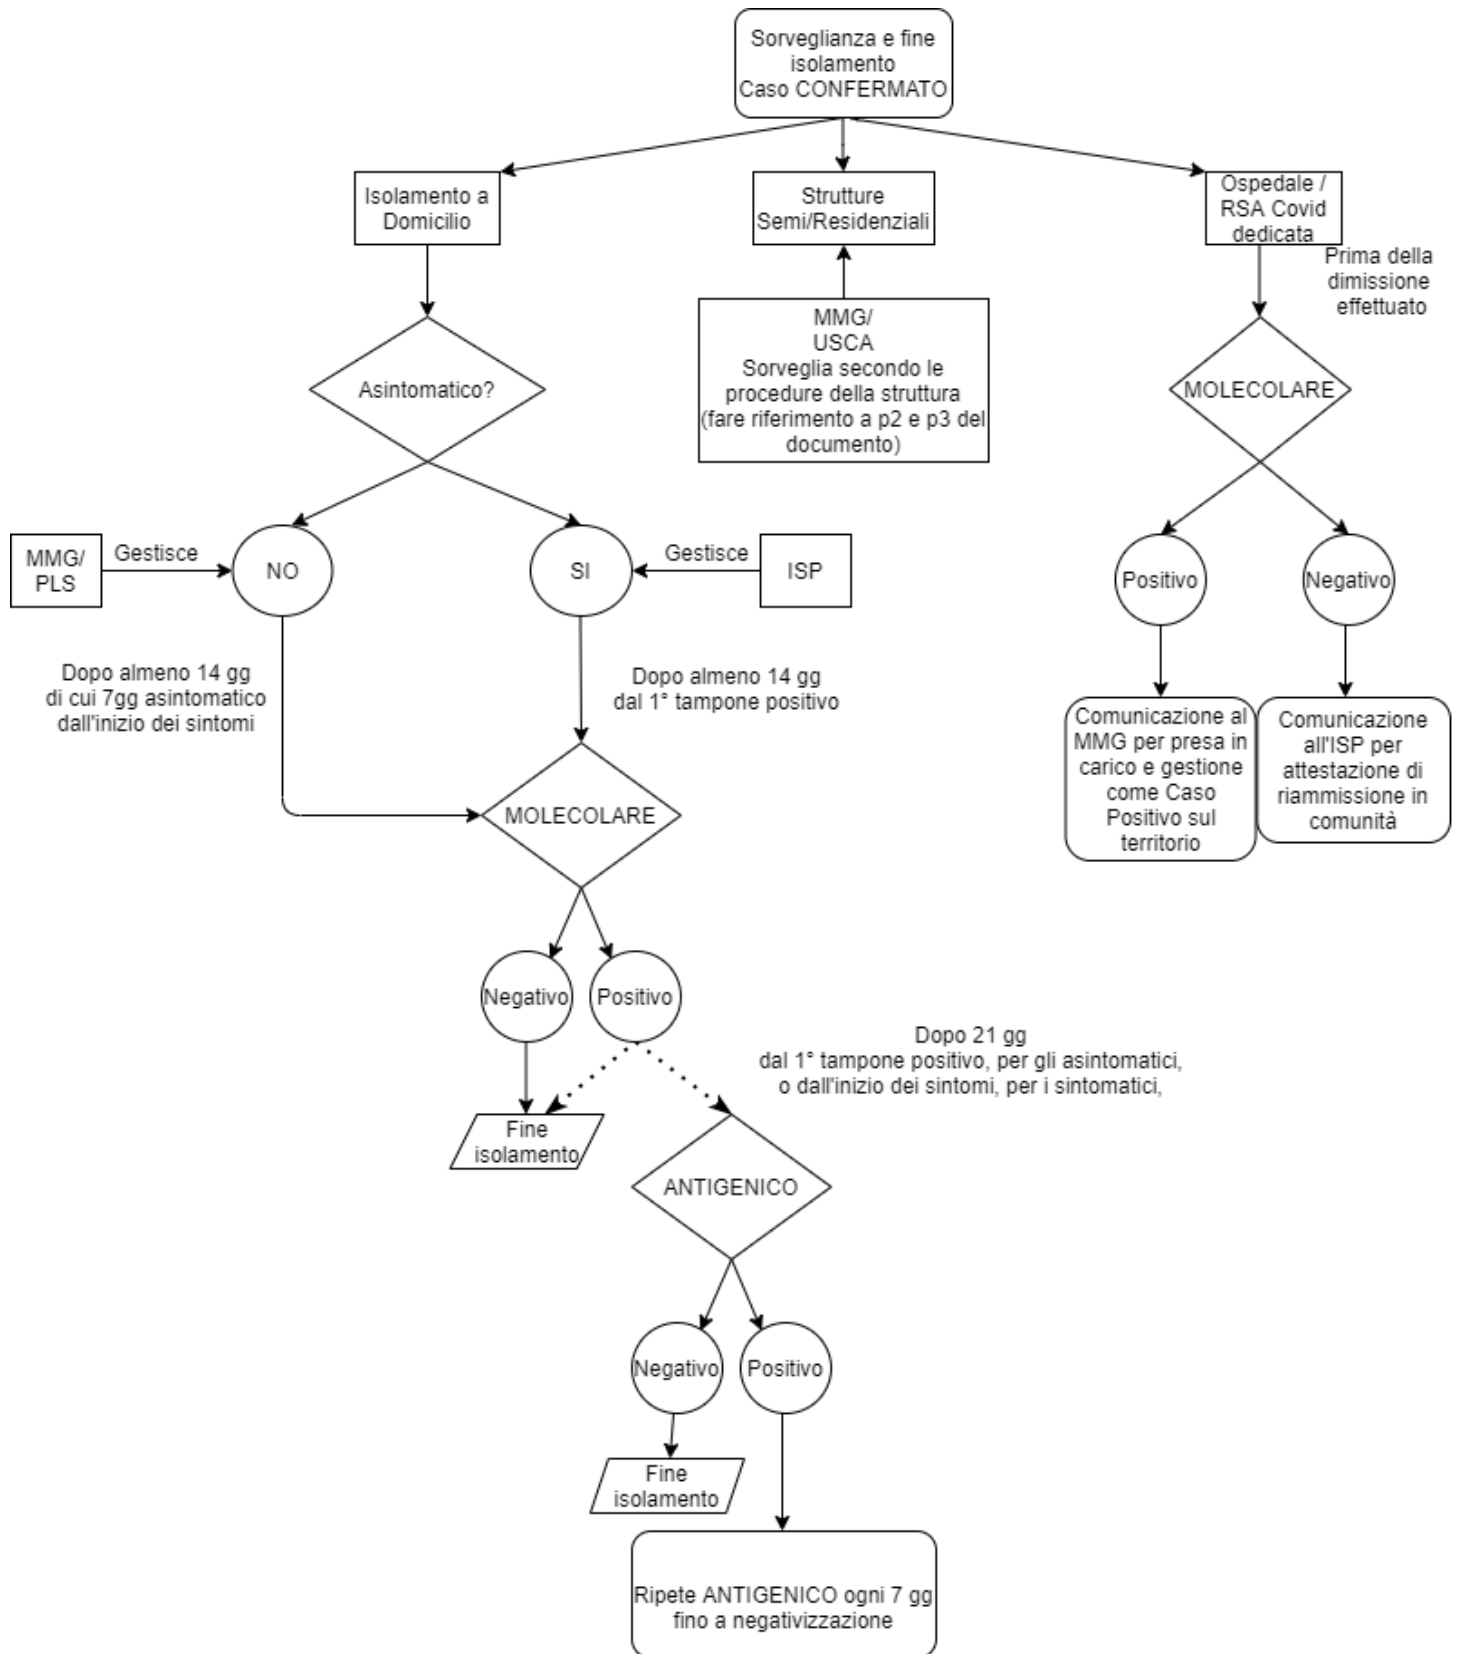 Sorveglianza e fine
isolamento
Caso CONFERMATO
Isolamento a
Domicilio
Strutture
Semi/Residenziali
Ospedale /
RSA Covid
dedicata
Prima della
dimissione
effettuato
MMG/
USCA
Sorveglia secondo le
procedure della struttura
(fare riferimento a p2 e p3 del
documento)
Asintomatico?
MOLECOLARE
MMG/
PLS
Gestisce
NO
SI
Gestisce
ISP
Positivo
Negativo
Dopo almeno 14 gg
di cui 7gg asintomatico
dall'inizio dei sintomi
Dopo almeno 14 gg
dal 1° tampone positivo
Comunicazione al
MMG per presa in
carico e gestione
come Caso
Positivo sul
territorio
Comunicazione
all'ISP per
attestazione di
riammissione in
comunità
MOLECOLARE
Negativo
Positivo
Dopo 21 gg
dal 1° tampone positivo, per gli asintomatici,
o dall'inizio dei sintomi, per i sintomatici,
Fine
isolamento
ANTIGENICO
Negativo
Positivo
Fine
isolamento
Ripete ANTIGENICO ogni 7 gg
fino a negativizzazione